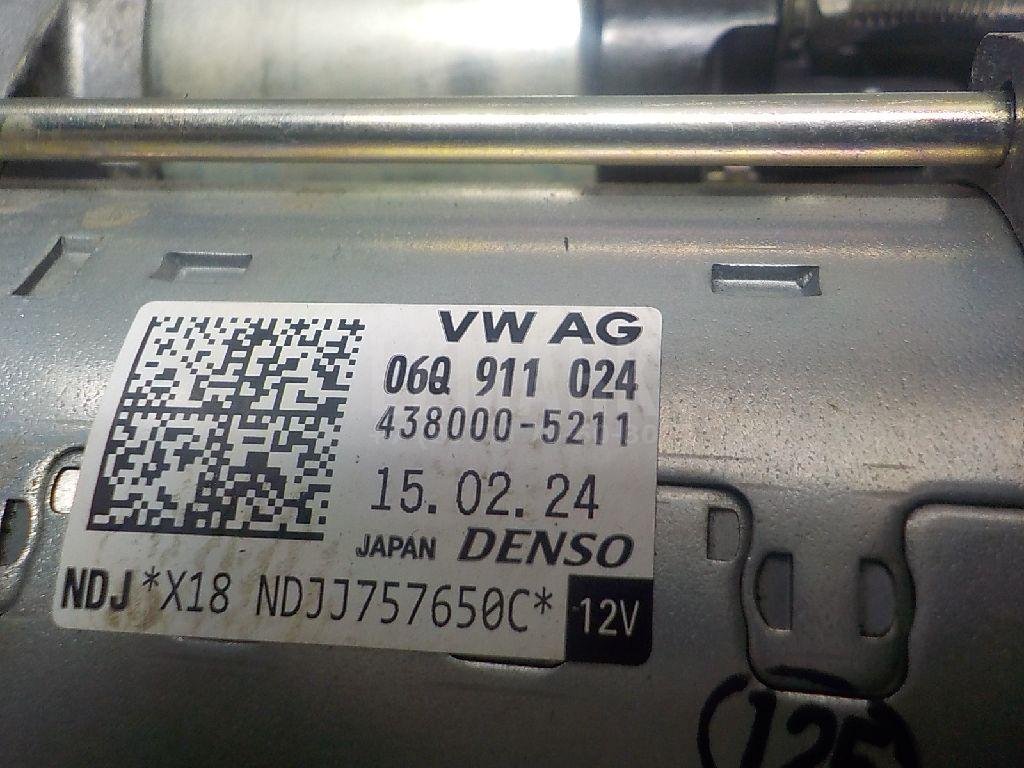 VW AG
06Q 911 024
438000-5211
15.02.24
JAPAN DENSO
NDJ *X18 NDJJ757650C* 12V